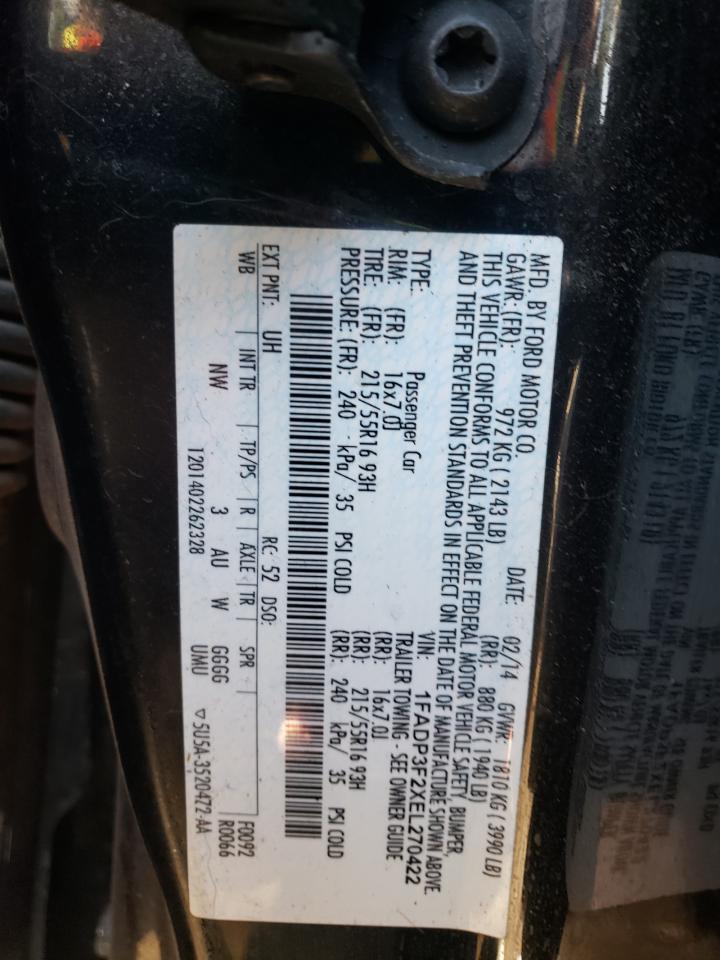 MFD. BY FORD MOTOR CO.
DATE: 02/14 GVWR: 1810 KG ( 3990 LB)
GAWR: (FR): 972 KG ( 2143 LB) (RR): 880 KG ( 1940 LB)
THIS VEHICLE CONFORMS TO ALL APPLICABLE FEDERAL MOTOR VEHICLE SAFETY, BUMPER,
AND THEFT PREVENTION STANDARDS IN EFFECT ON THE DATE OF MANUFACTURE SHOWN ABOVE.
VIN: 1FADP3F2XEL270422
TYPE: Passenger Car TRAILER TOWING - SEE OWNER GUIDE
RIM: (FR): 16x7.0J (RR): 16x7.0J
TIRE: (FR): 215/55R16 93H (RR): 215/55R16 93H
PRESSURE: (FR): 240 kPa/ 35 PSI COLD (RR): 240 kPa/ 35 PSI COLD
EXT PNT: UH RC: 52 DSO:
WB INT TR TP/PS R AXLE TR SPR F0092
NW 3 AU W GGGG R0066
1201402262328 UMU ▽ 5U5A-3520472-AA